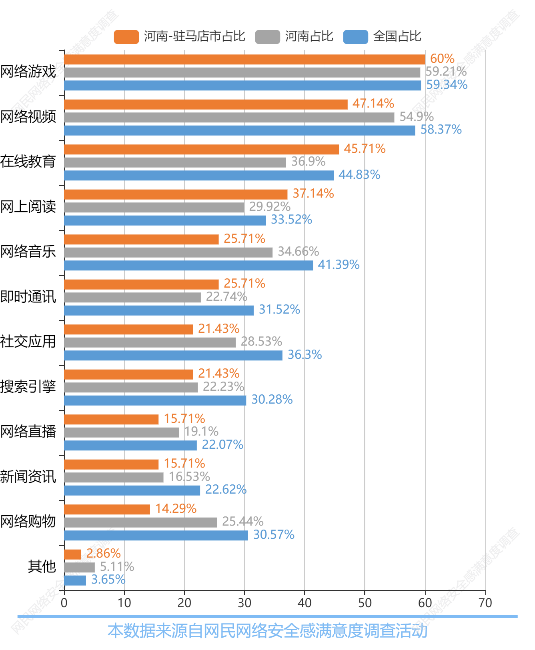 河南-驻马店市占比 河南占比 全国占比
网络游戏 60% 59.21% 59.34%
网络视频 47.14% 54.9% 58.37%
在线教育 45.71% 36.9% 44.83%
网上阅读 37.14% 29.92% 33.52%
网络音乐 25.71% 34.66% 41.39%
即时通讯 25.71% 22.74% 31.52%
社交应用 21.43% 28.53% 36.3%
搜索引擎 21.43% 22.23% 30.28%
网络直播 15.71% 19.1% 22.07%
新闻资讯 15.71% 16.53% 22.62%
网络购物 14.29% 25.44% 30.57%
其他 2.86% 5.11% 3.65%
0 10 20 30 40 50 60 70
本数据来源自网民网络安全感满意度调查活动